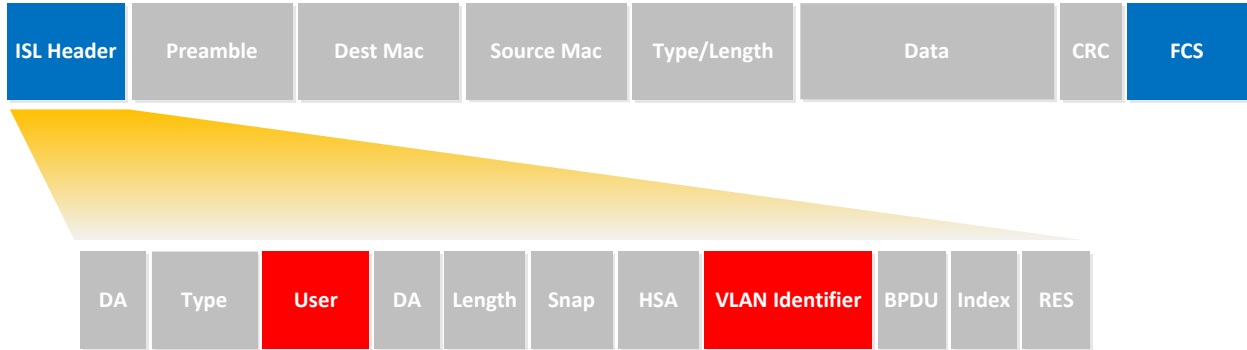 ISL Header Preamble Dest Mac Source Mac Type/Length Data CRC FCS
DA Type User DA Length Snap HSA VLAN Identifier BPDU Index RES